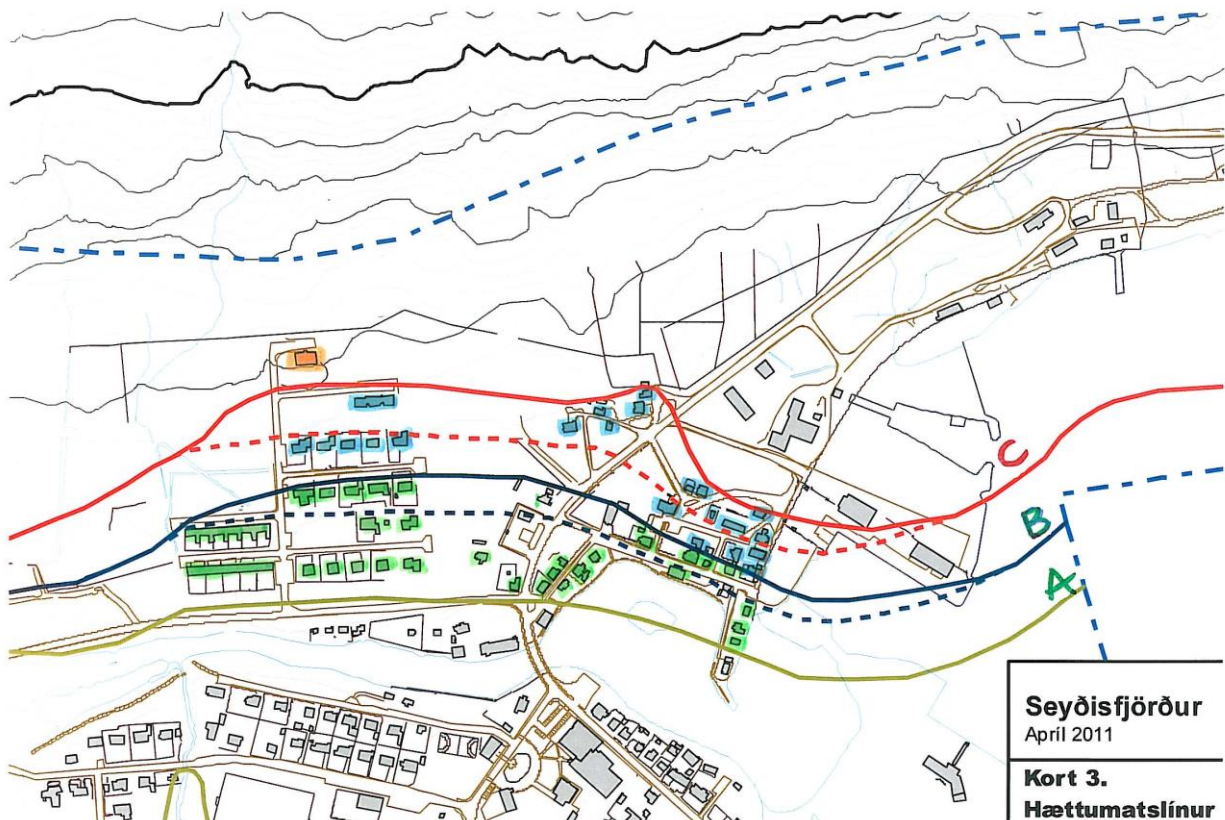 C
B
A
Seyðisfjörður
Apríl 2011
Kort 3.
Hættumatslínur